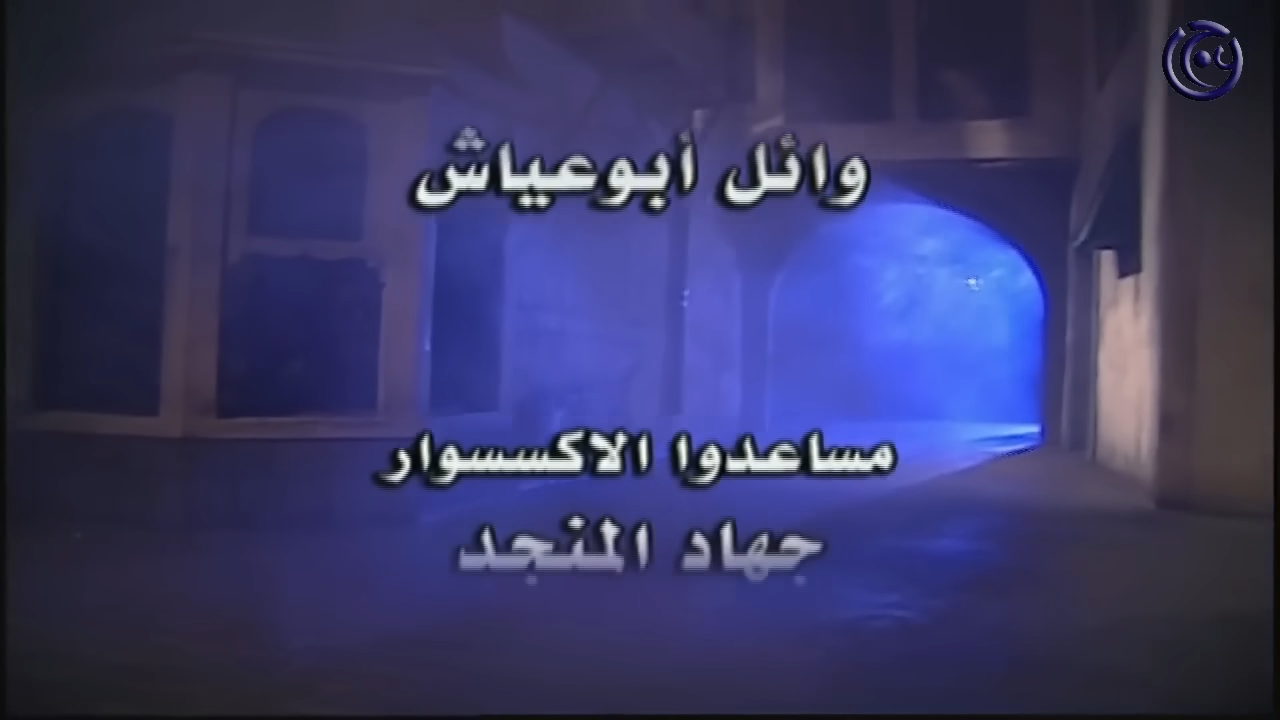 وائل أبوعياش
مساعدوا الاكسسوار
جهاد المنجد